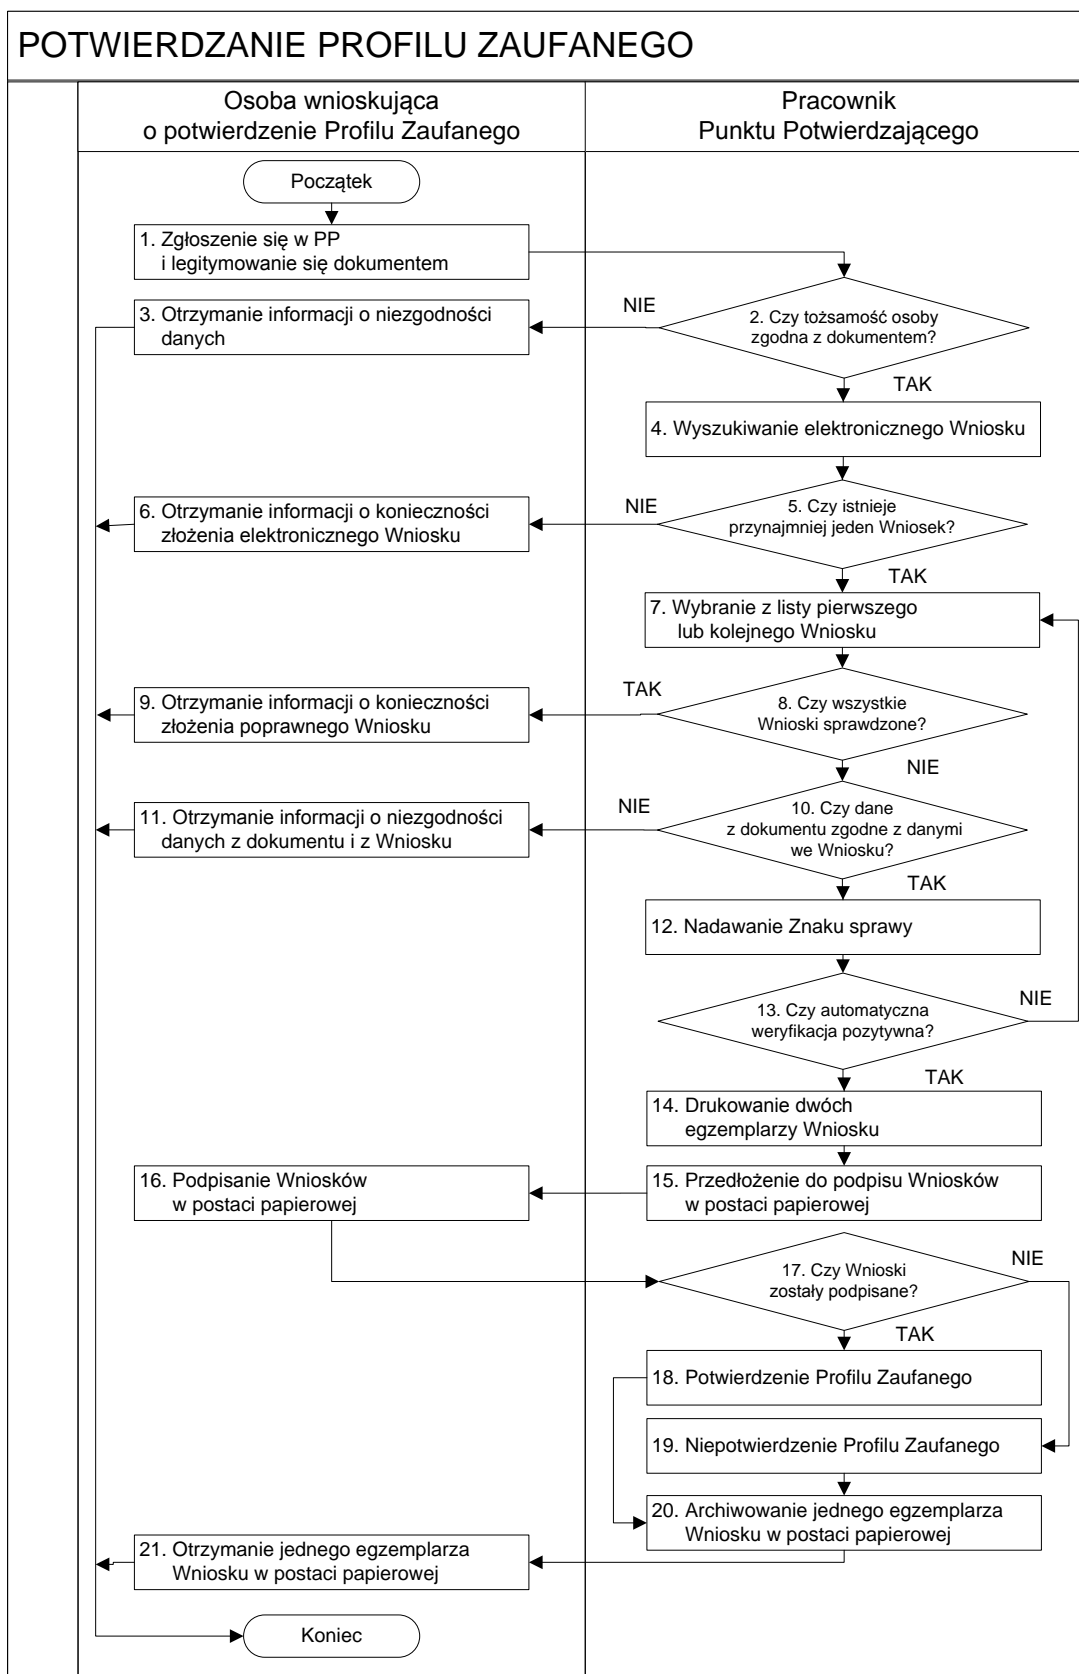 POTWIERDZANIE PROFILU ZAUFANEGO
Osoba wnioskująca
o potwierdzenie Profilu Zaufanego
Pracownik
Punktu Potwierdzającego
Początek
1. Zgłoszenie się w PP
i legitymowanie się dokumentem
NIE
2. Czy tożsamość osoby
zgodna z dokumentem?
3. Otrzymanie informacji o niezgodności
danych
TAK
4. Wyszukiwanie elektronicznego Wniosku
NIE
5. Czy istnieje
przynajmniej jeden Wniosek?
6. Otrzymanie informacji o konieczności
złożenia elektronicznego Wniosku
TAK
7. Wybranie z listy pierwszego
lub kolejnego Wniosku
TAK
8. Czy wszystkie
Wnioski sprawdzone?
9. Otrzymanie informacji o konieczności
złożenia poprawnego Wniosku
NIE
NIE
10. Czy dane
z dokumentu zgodne z danymi
we Wniosku?
11. Otrzymanie informacji o niezgodności
danych z dokumentu i z Wniosku
TAK
12. Nadawanie Znaku sprawy
NIE
13. Czy automatyczna
weryfikacja pozytywna?
TAK
14. Drukowanie dwóch
egzemplarzy Wniosku
15. Przedłożenie do podpisu Wniosków
w postaci papierowej
16. Podpisanie Wniosków
w postaci papierowej
NIE
17. Czy Wnioski
zostały podpisane?
TAK
18. Potwierdzenie Profilu Zaufanego
19. Niepotwierdzenie Profilu Zaufanego
20. Archiwowanie jednego egzemplarza
Wniosku w postaci papierowej
21. Otrzymanie jednego egzemplarza
Wniosku w postaci papierowej
Koniec